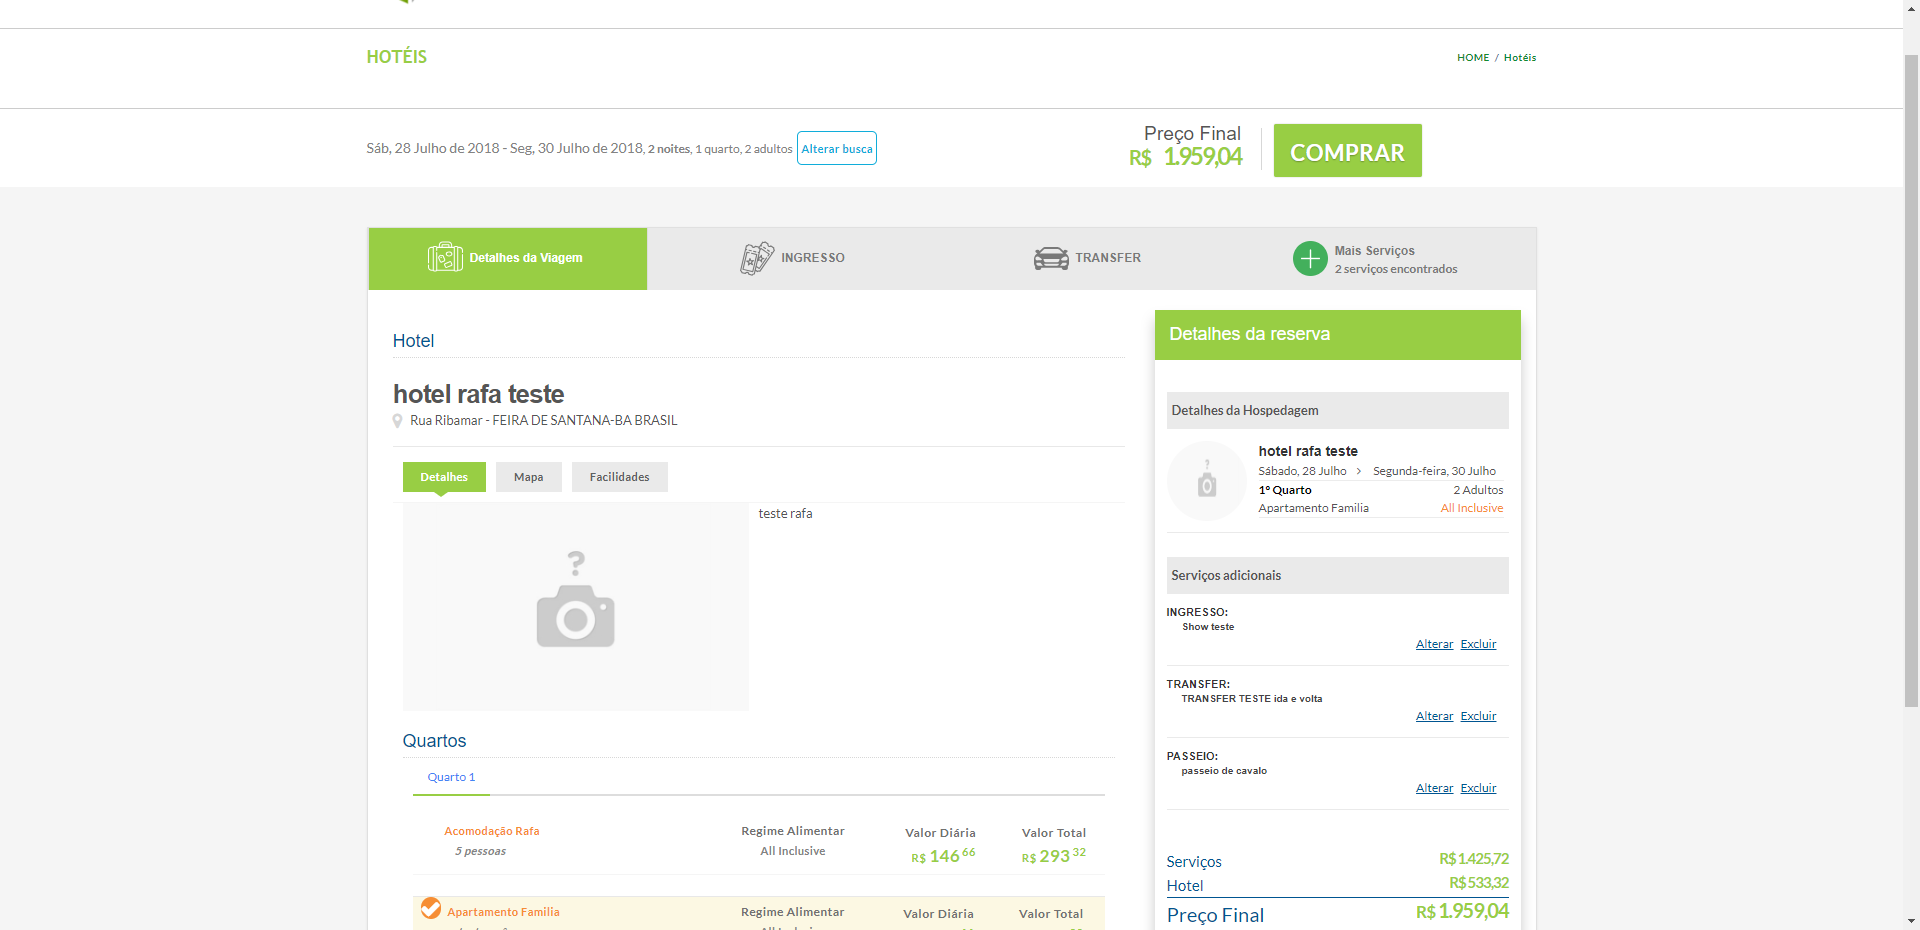 HOTÉIS
HOME / Hotéis
Sáb, 28 Julho de 2018 - Seg, 30 Julho de 2018, 2 noites, 1 quarto, 2 adultos Alterar busca
Preço Final
R$ 1.959,04
COMPRAR
Detalhes da Viagem
INGRESSO
TRANSFER
Mais Serviços
2 serviços encontrados
Hotel
hotel rafa teste
Rua Ribamar - FEIRA DE SANTANA-BA BRASIL
Detalhes Mapa Facilidades
teste rafa
Quartos
Quarto 1
Acomodação Rafa Regime Alimentar Valor Diária Valor Total
5 pessoas All Inclusive R$ 146 66 R$ 293 32
Apartamento Familia Regime Alimentar Valor Diária Valor Total
Detalhes da reserva
Detalhes da Hospedagem
hotel rafa teste
Sábado, 28 Julho > Segunda-feira, 30 Julho
1º Quarto 2 Adultos
Apartamento Familia All Inclusive
Serviços adicionais
INGRESSO:
Show teste
Alterar Excluir
TRANSFER:
TRANSFER TESTE ida e volta
Alterar Excluir
PASSEIO:
passeio de cavalo
Alterar Excluir
Serviços R$ 1.425,72
Hotel R$ 533,32
Preço Final R$ 1.959,04